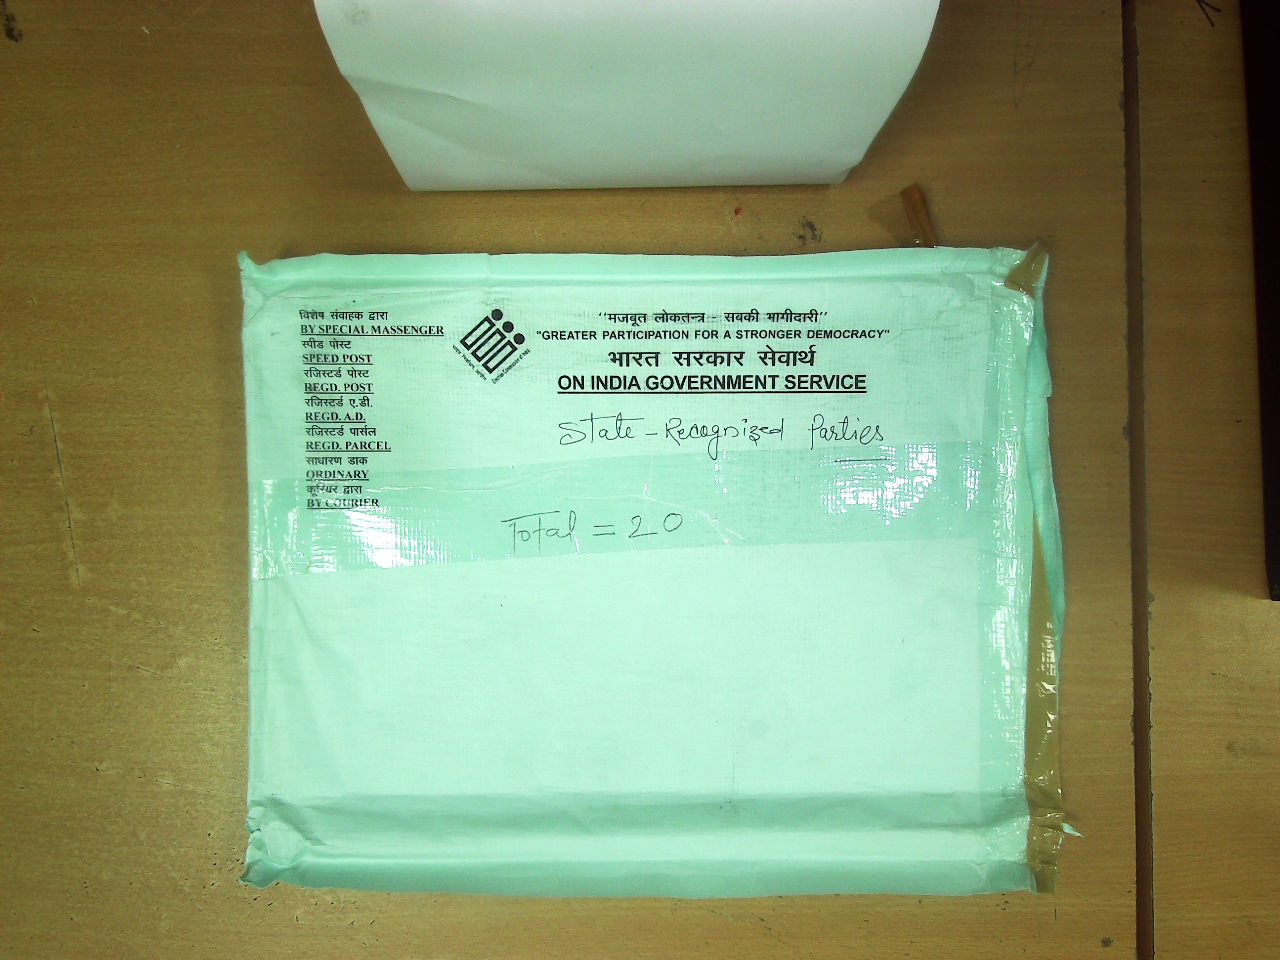 विशेष संवाहक द्वारा
BY SPECIAL MASSENGER
स्पीड पोस्ट
SPEED POST
रजिस्टर्ड पोस्ट
REGD. POST
रजिस्टर्ड ए.डी.
REGD. A.D.
रजिस्टर्ड पार्सल
REGD. PARCEL
साधारण डाक
ORDINARY
कूरियर द्वारा
BY COURIER
भारत निर्वाचन आयोग
Election Commission of India
"मजबूत लोकतन्त्र - सबकी भागीदारी"
"GREATER PARTICIPATION FOR A STRONGER DEMOCRACY"
भारत सरकार सेवार्थ
ON INDIA GOVERNMENT SERVICE
State - Recognized Parties
Total = 20